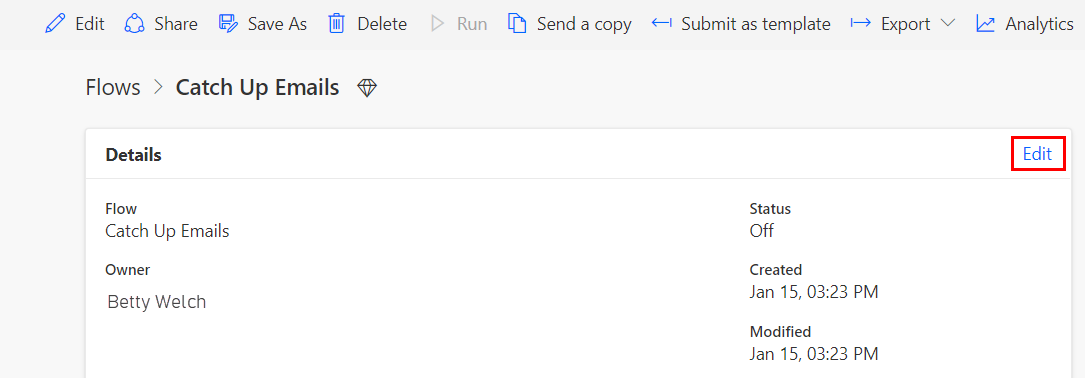 Edit Share Save As Delete Run Send a copy Submit as template Export Analytics
Flows > Catch Up Emails
Details Edit
Flow Status
Catch Up Emails Off
Owner Created
Betty Welch Jan 15, 03:23 PM
Modified
Jan 15, 03:23 PM